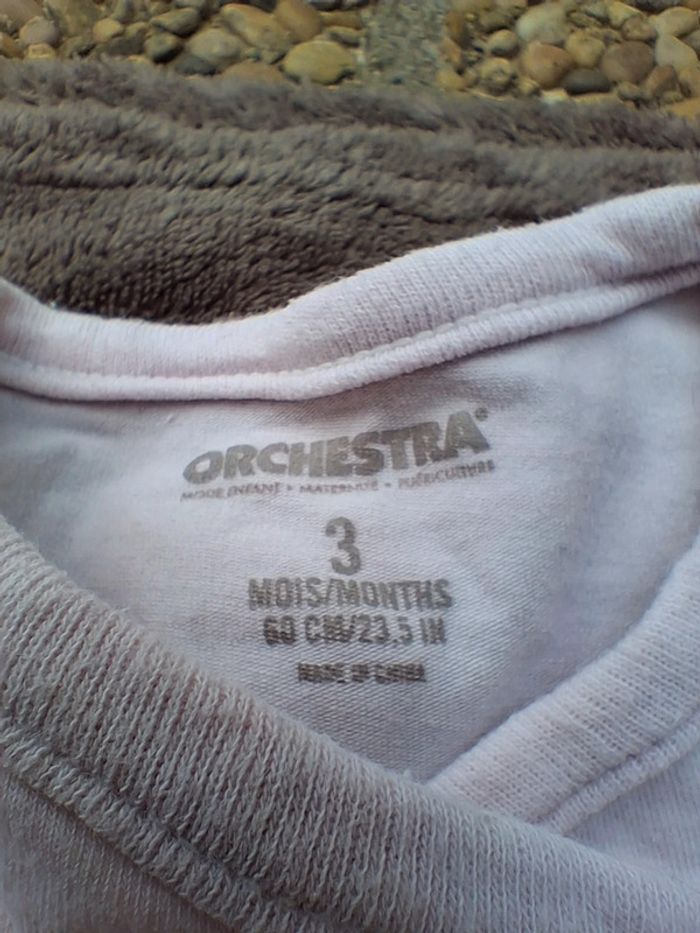 ORCHESTRA®
MODE ENFANT • MATERNITÉ • PUÉRICULTURE
3
MOIS/MONTHS
60 CM/23.5 IN
MADE IN CHINA